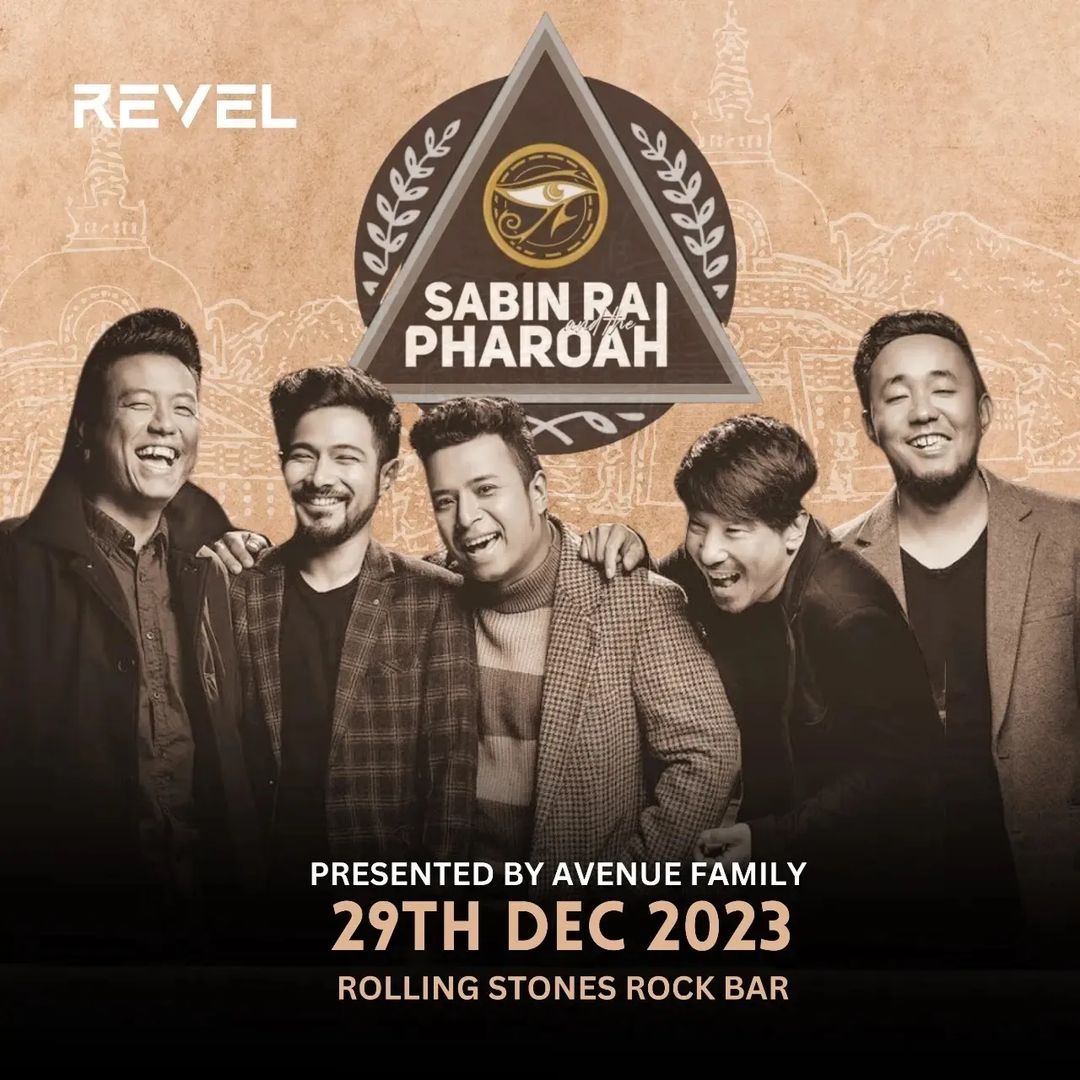 REVEL
SABIN RAI
and the
PHAROAH
PRESENTED BY AVENUE FAMILY
29TH DEC 2023
ROLLING STONES ROCK BAR